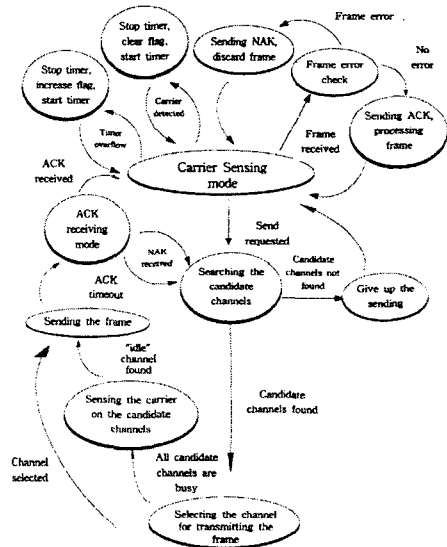 Stop timer,
clear flag,
start timer
Sending NAK,
discard frame
Frame error
Frame error
check
No
error
Stop timer,
increase flag,
start timer
Carrier
detected
Timer
overflow
Frame
received
Sending ACK,
processing
frame
ACK
received
Carrier Sensing
mode
ACK
receiving
mode
NAK
received
Send
requested
Searching the
candidate
channels
Candidate
channels not
found
Give up the
sending
ACK
timeout
Sending the frame
"idle"
channel
found
Sensing the carrier
on the candidate
channels
Candidate
channels found
Channel
selected
All candidate
channels are
busy
Selecting the channel
for transmitting the
frame